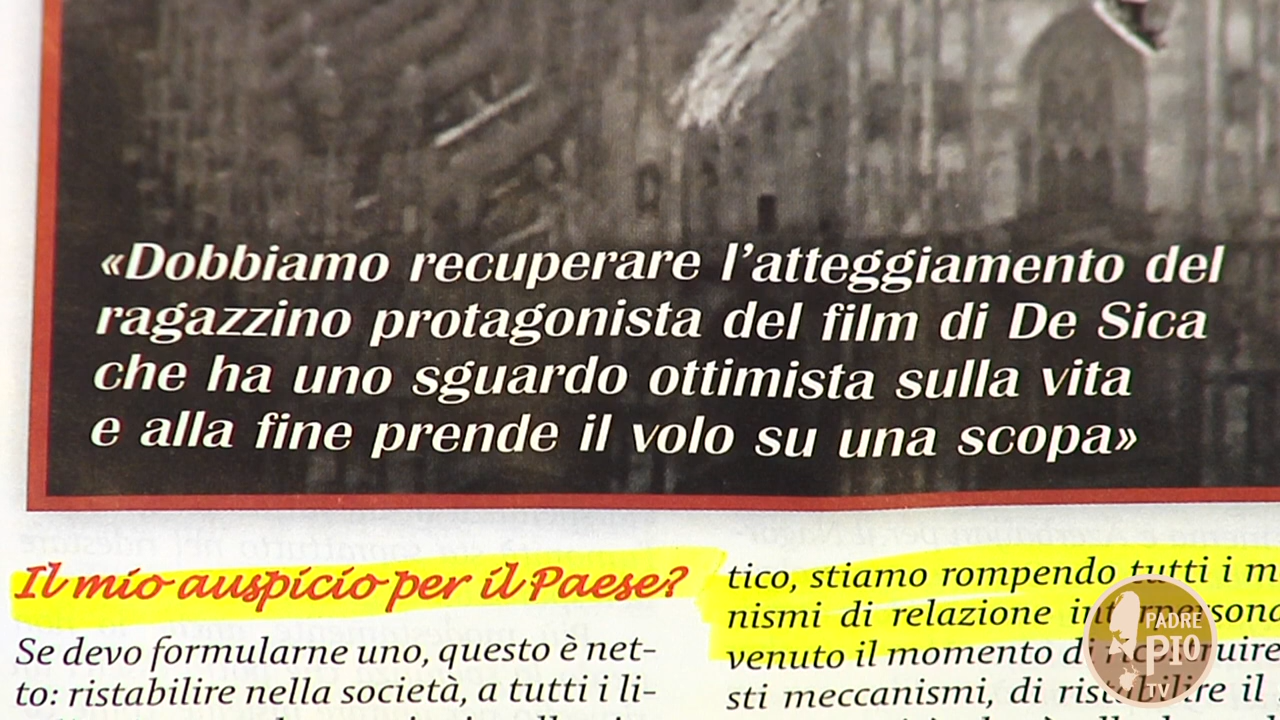 «Dobbiamo recuperare l'atteggiamento del
ragazzino protagonista del film di De Sica
che ha uno sguardo ottimista sulla vita
e alla fine prende il volo su una scopa»
Il mio auspicio per il Paese?
Se devo formularne uno, questo è net-
to: ristabilire nella società, a tutti i li-
tico, stiamo rompendo tutti i
nismi di relazione
venuto il momento di
sti meccanismi, di ristabilire il
PADRE
PIO
TV